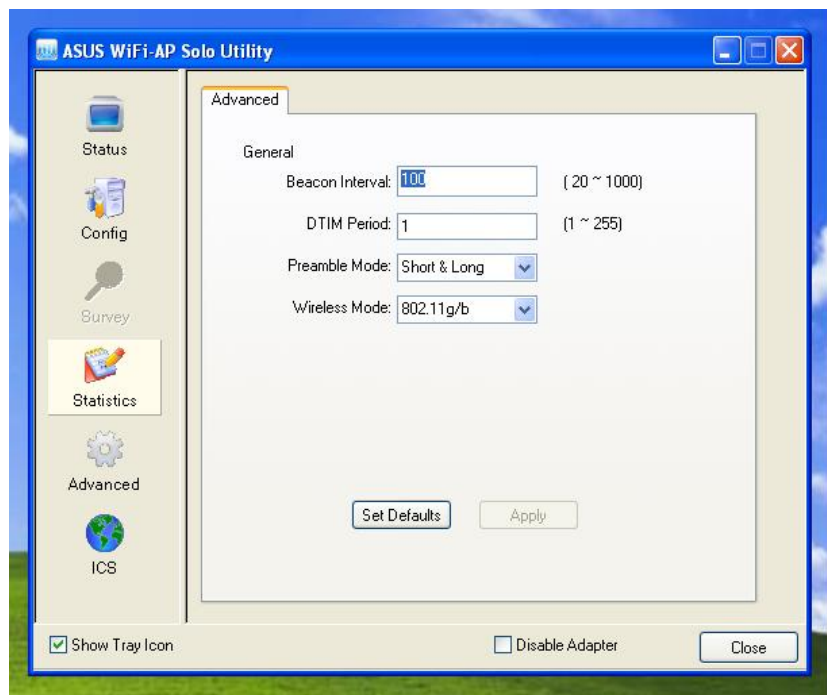 ASUS WiFi-AP Solo Utility
Status
Config
Survey
Statistics
Advanced
ICS
Advanced
General
Beacon Interval: 100 ( 20 ~ 1000)
DTIM Period: 1 (1 ~ 255)
Preamble Mode: Short & Long
Wireless Mode: 802.11g/b
Set Defaults Apply
Show Tray Icon Disable Adapter Close